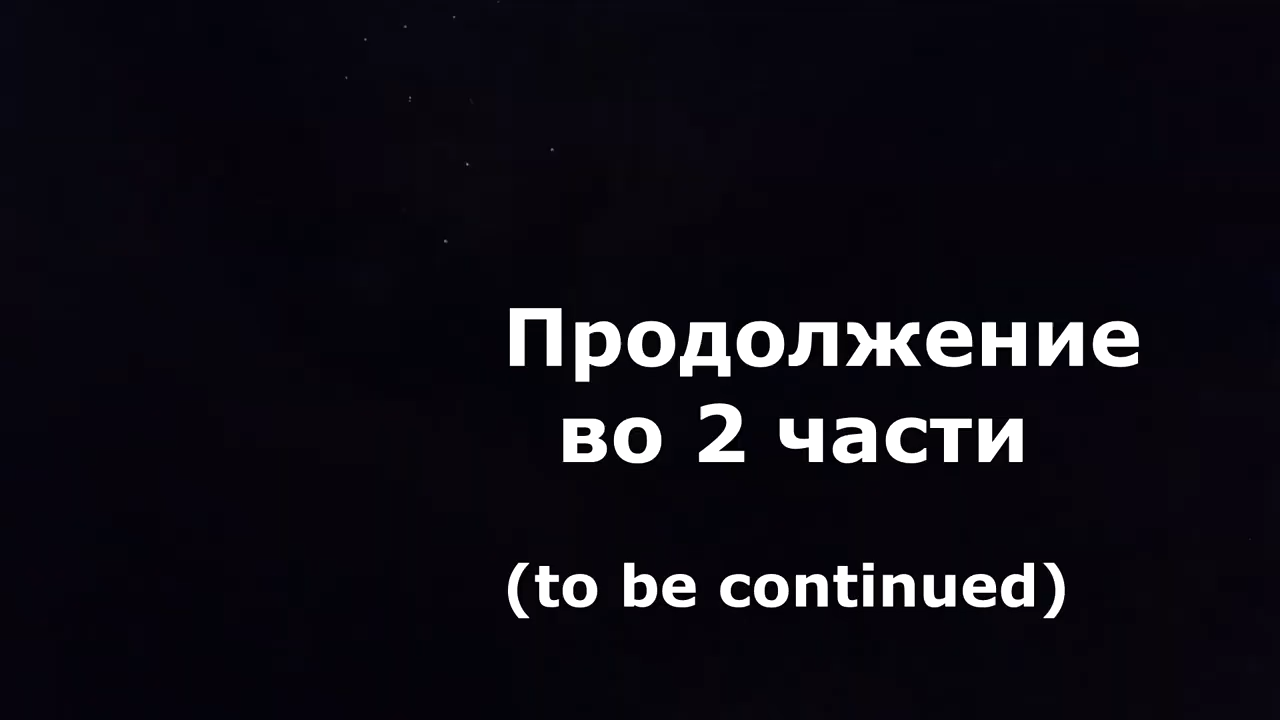 Продолжение
во 2 части
(to be continued)